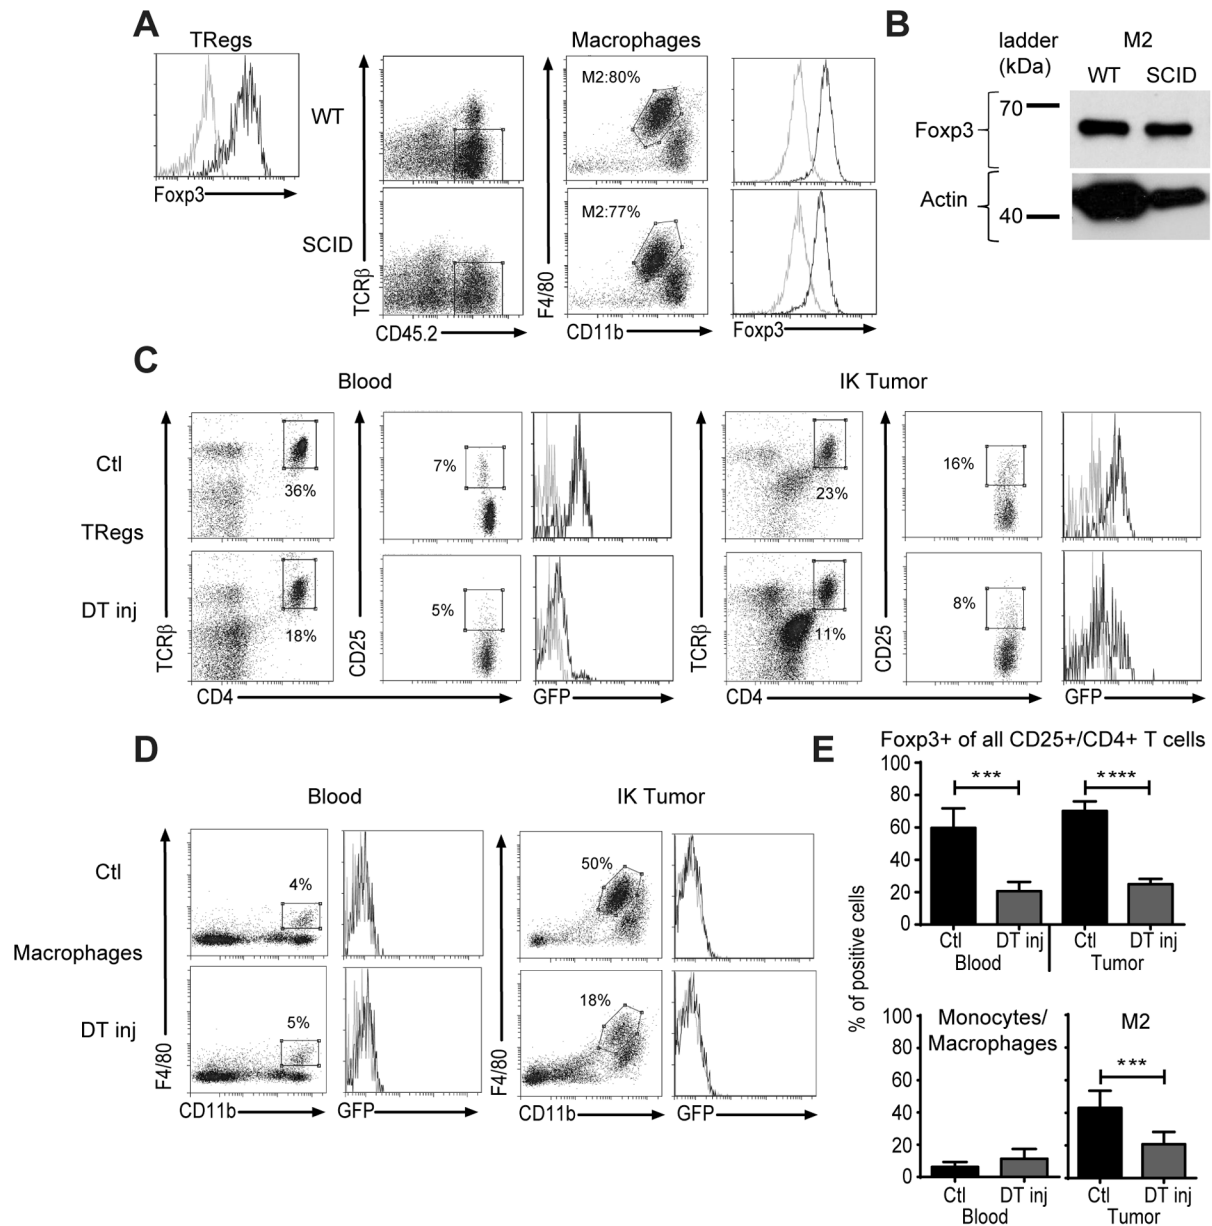 A
TRegs
Foxp3
WT
SCID
TCRβ
CD45.2
Macrophages
M2:80%
M2:77%
F4/80
CD11b
Foxp3
B
ladder
(kDa)
M2
WT SCID
Foxp3
70
Actin
40
C
Blood
IK Tumor
Ctl
TRegs
DT inj
36%
7%
23%
16%
18%
5%
11%
8%
TCRβ
CD25
TCRβ
CD25
CD4
GFP
CD4
GFP
D
Blood
IK Tumor
Ctl
Macrophages
DT inj
4%
50%
5%
18%
F4/80
F4/80
CD11b
GFP
CD11b
GFP
E
Foxp3+ of all CD25+/CD4+ T cells
% of positive cells
100
80
60
40
20
0
***
****
Ctl DT inj Ctl DT inj
Blood Tumor
100
80
60
40
20
0
Monocytes/
Macrophages
M2
***
Ctl DT inj Ctl DT inj
Blood Tumor